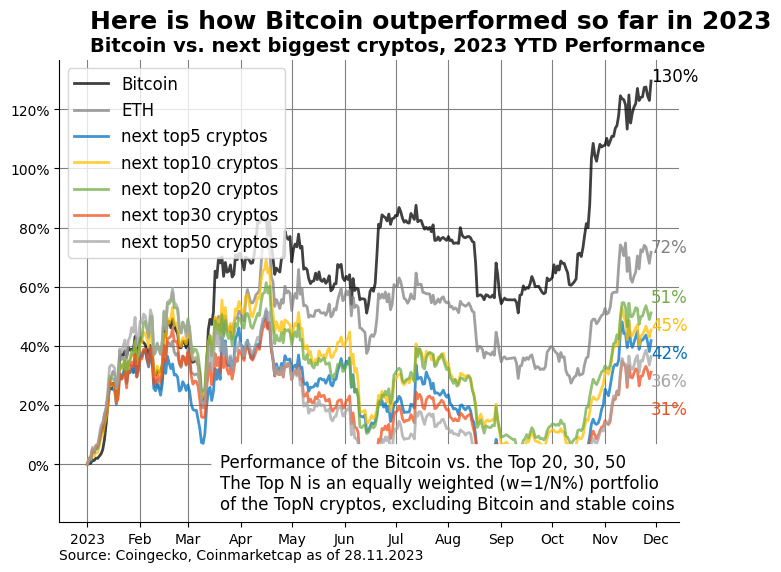 Here is how Bitcoin outperformed so far in 2023
Bitcoin vs. next biggest cryptos, 2023 YTD Performance
Bitcoin
ETH
next top5 cryptos
next top10 cryptos
next top20 cryptos
next top30 cryptos
next top50 cryptos
130%
72%
51%
45%
42%
36%
31%
120%
100%
80%
60%
40%
20%
0%
Performance of the Bitcoin vs. the Top 20, 30, 50
The Top N is an equally weighted (w=1/N%) portfolio
of the TopN cryptos, excluding Bitcoin and stable coins
2023 Feb Mar Apr May Jun Jul Aug Sep Oct Nov Dec
Source: Coingecko, Coinmarketcap as of 28.11.2023